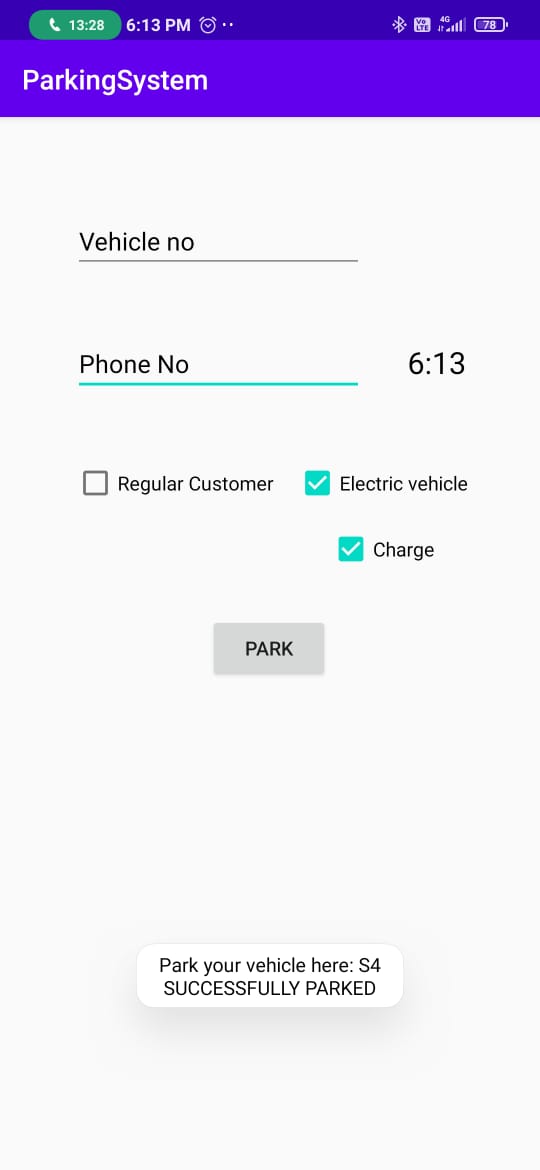 13:28 6:13 PM 4G 78
ParkingSystem
Vehicle no
Phone No 6:13
Regular Customer Electric vehicle
Charge
PARK
Park your vehicle here: S4
SUCCESSFULLY PARKED